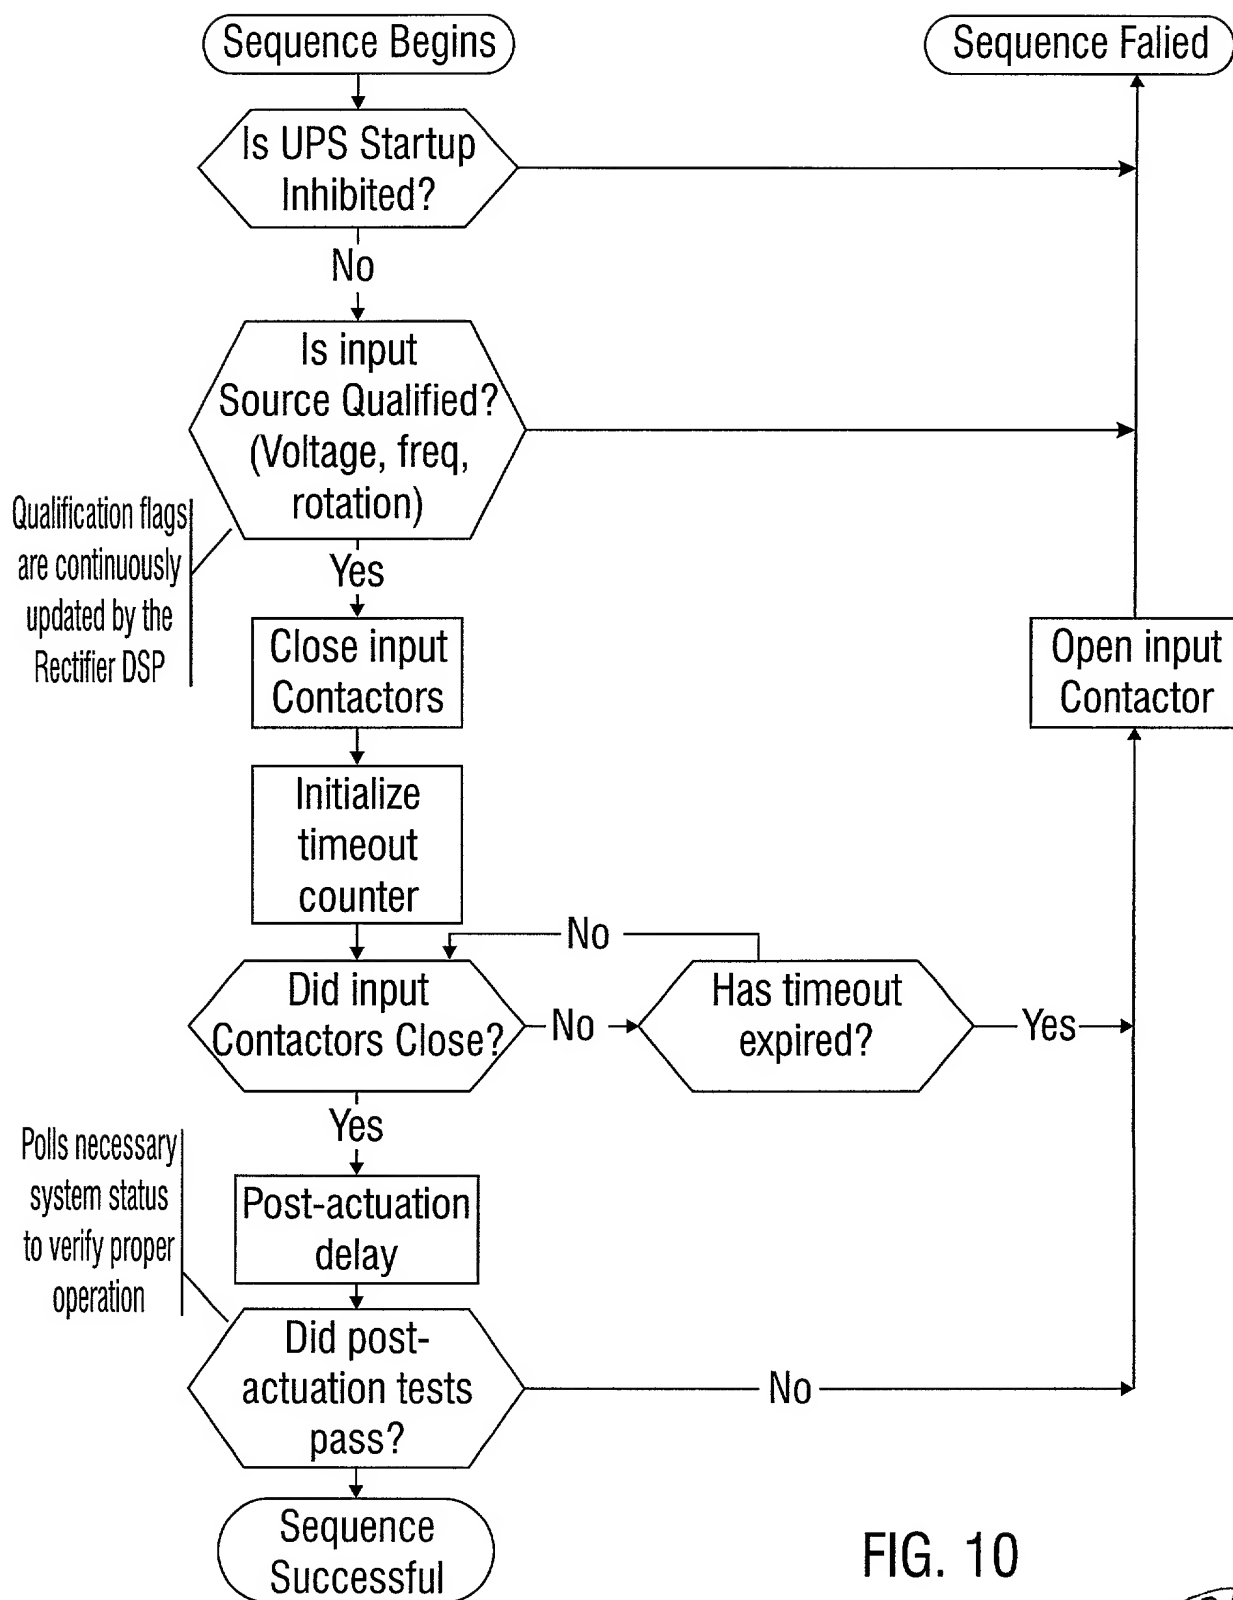 Sequence Begins
Sequence Falied
Is UPS Startup
Inhibited?
No
Is input
Source Qualified?
(Voltage, freq,
rotation)
Qualification flags
are continuously
updated by the
Rectifier DSP
Yes
Close input
Contactors
Open input
Contactor
Initialize
timeout
counter
No
Did input
Contactors Close?
No
Has timeout
expired?
Yes
Yes
Polls necessary
system status
to verify proper
operation
Post-actuation
delay
Did post-
actuation tests
pass?
No
Sequence
Successful
FIG. 10